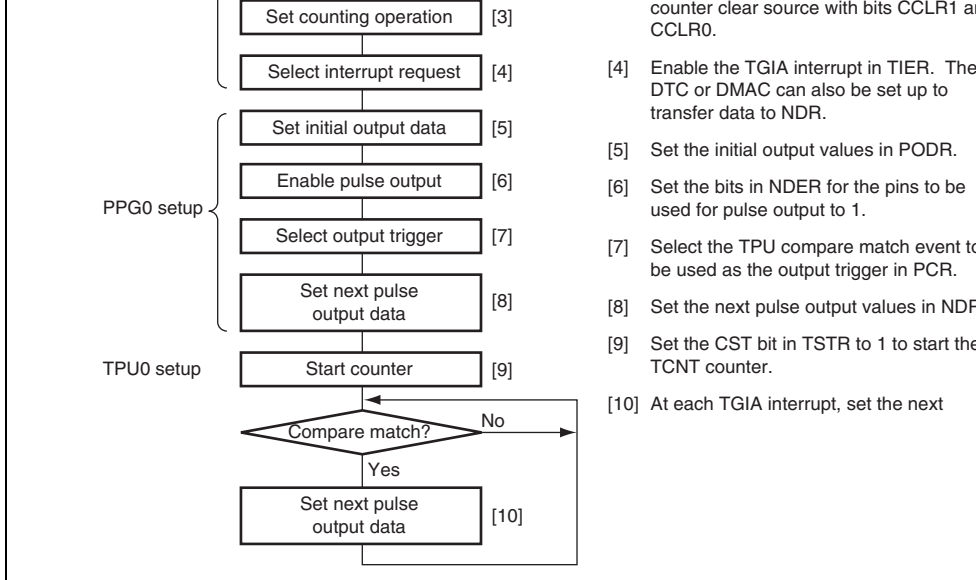 Set counting operation [3]
Select interrupt request [4]
Set initial output data [5]
Enable pulse output [6]
PPG0 setup
Select output trigger [7]
Set next pulse
output data
[8]
TPU0 setup
Start counter [9]
Compare match?
No
Yes
Set next pulse
output data
[10]
counter clear source with bits CCLR1
CCLR0.
[4] Enable the TGIA interrupt in TIER. The
DTC or DMAC can also be set up to
transfer data to NDR.
[5] Set the initial output values in PODR.
[6] Set the bits in NDER for the pins to be
used for pulse output to 1.
[7] Select the TPU compare match event to
be used as the output trigger in PCR.
[8] Set the next pulse output values in
[9] Set the CST bit in TSTR to 1 to start the
TCNT counter.
[10] At each TGIA interrupt, set the next